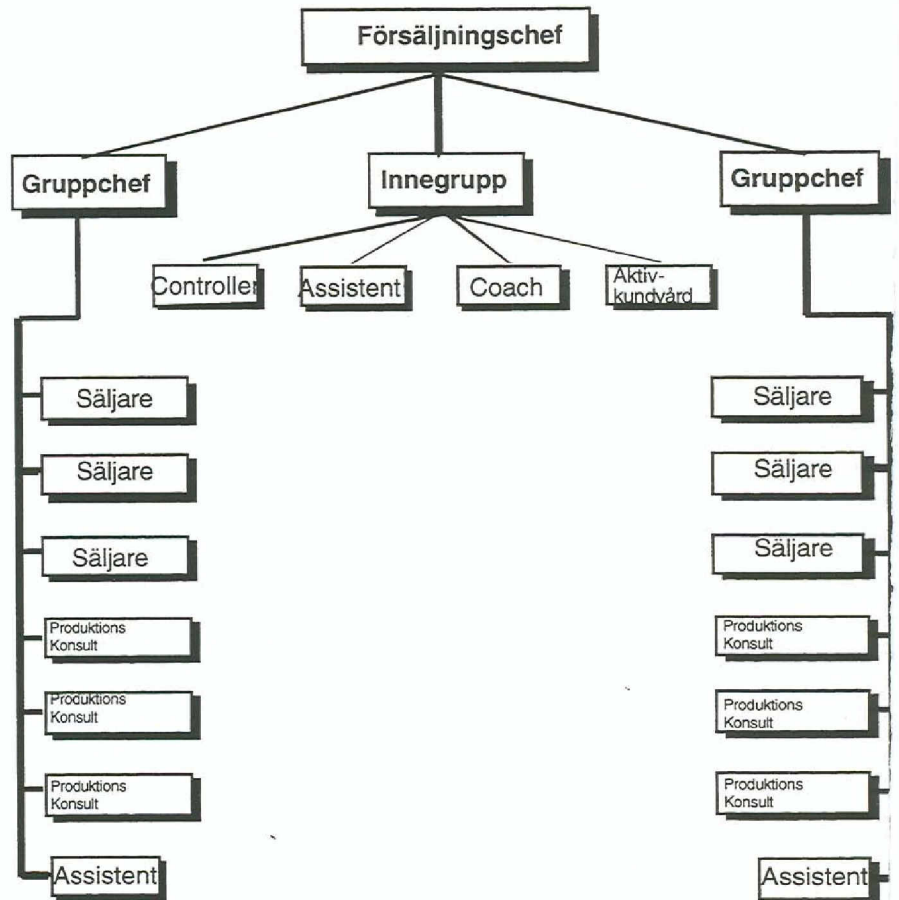 Försäljningschef
Gruppchef
Innegrupp
Gruppchef
Controller
Assistent
Coach
Aktiv-
kundvård
Säljare
Säljare
Säljare
Produktions
Konsult
Produktions
Konsult
Produktions
Konsult
Assistent
Säljare
Säljare
Säljare
Produktions
Konsult
Produktions
Konsult
Produktions
Konsult
Assistent